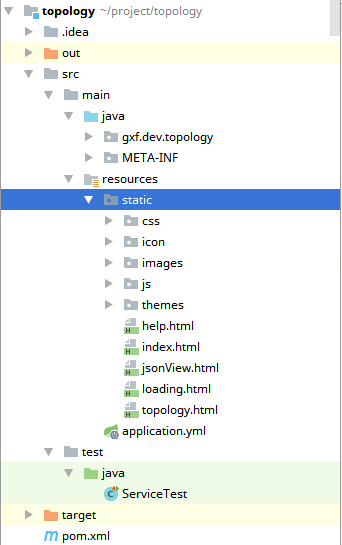 topology ~/project/topology
.idea
out
src
main
java
gxf.dev.topology
META-INF
resources
static
css
icon
images
js
themes
help.html
index.html
jsonView.html
loading.html
topology.html
application.yml
test
java
ServiceTest
target
pom.xml